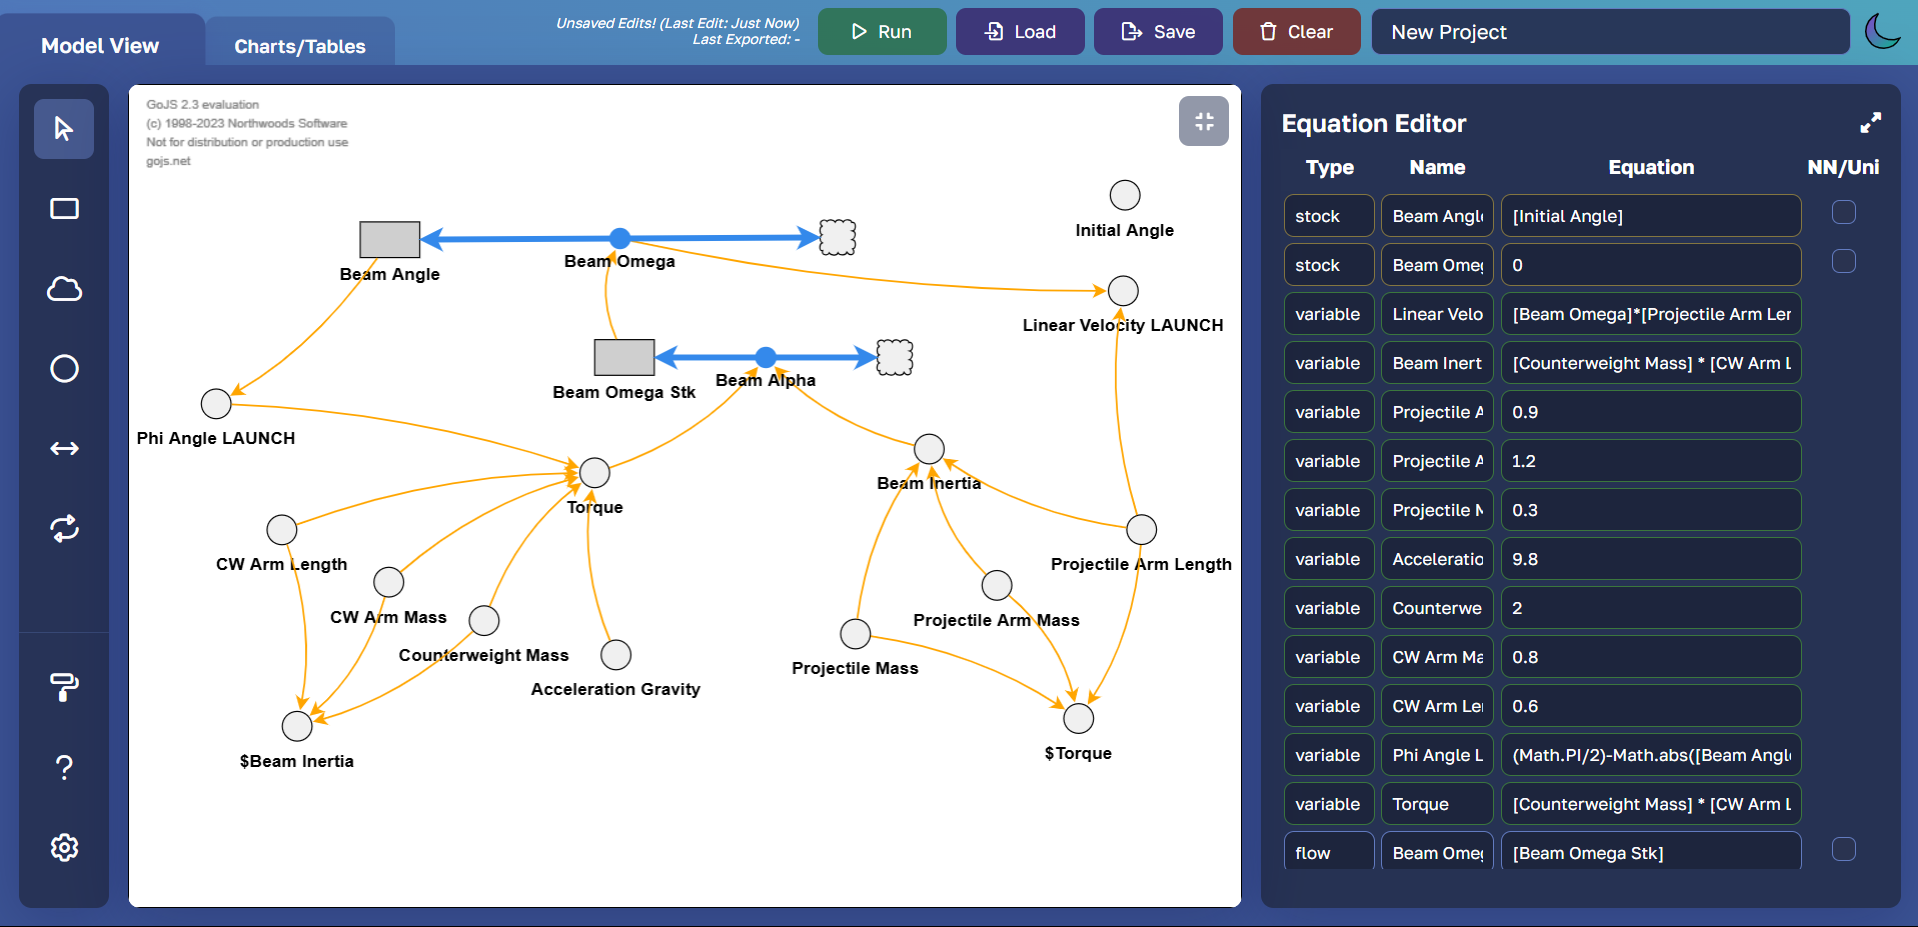 Model View
Charts/Tables
Unsaved Edits! (Last Edit: Just Now)
Last Exported: -
Run
Load
Save
Clear
New Project
GoJS 2.3 evaluation
(c) 1998-2023 Northwoods Software
Not for distribution or production use
gojs.net
Initial Angle
Beam Angle
Beam Omega
Linear Velocity LAUNCH
Beam Omega Stk
Beam Alpha
Phi Angle LAUNCH
Beam Inertia
Torque
CW Arm Length
Projectile Arm Length
CW Arm Mass
Projectile Arm Mass
Counterweight Mass
Projectile Mass
Acceleration Gravity
$Beam Inertia
$Torque
Equation Editor
Type Name Equation NN/Uni
stock Beam Angle [Initial Angle]
stock Beam Omeg 0
variable Linear Velo [Beam Omega]*[Projectile Arm Len
variable Beam Inert [Counterweight Mass] * [CW Arm L
variable Projectile A 0.9
variable Projectile A 1.2
variable Projectile M 0.3
variable Acceleratio 9.8
variable Counterwe 2
variable CW Arm Ma 0.8
variable CW Arm Len 0.6
variable Phi Angle L (Math.PI/2)-Math.abs([Beam Angle
variable Torque [Counterweight Mass] * [CW Arm L
flow Beam Omeg [Beam Omega Stk]